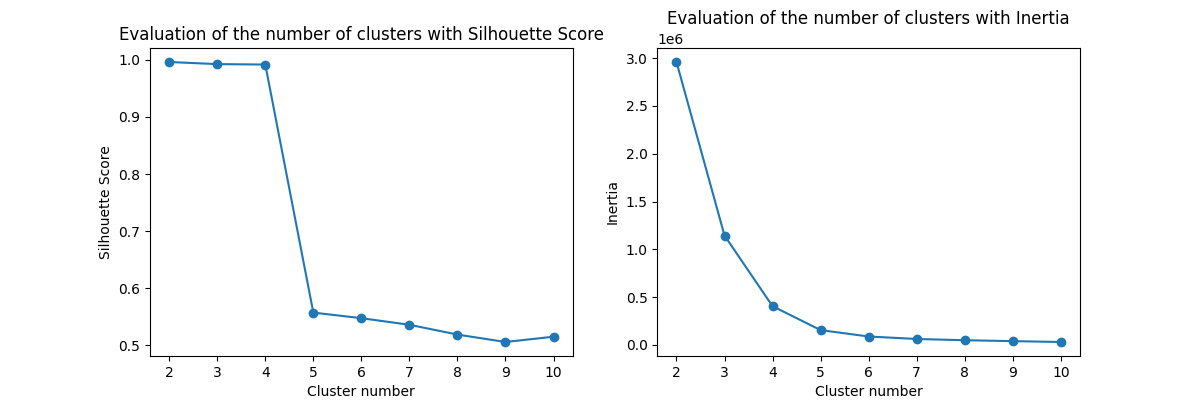 Evaluation of the number of clusters with Silhouette Score
1.0
0.9
0.8
0.7
0.6
0.5
Silhouette Score
2 3 4 5 6 7 8 9 10
Cluster number
Evaluation of the number of clusters with Inertia
1e6
3.0
2.5
2.0
1.5
1.0
0.5
0.0
Inertia
2 3 4 5 6 7 8 9 10
Cluster number